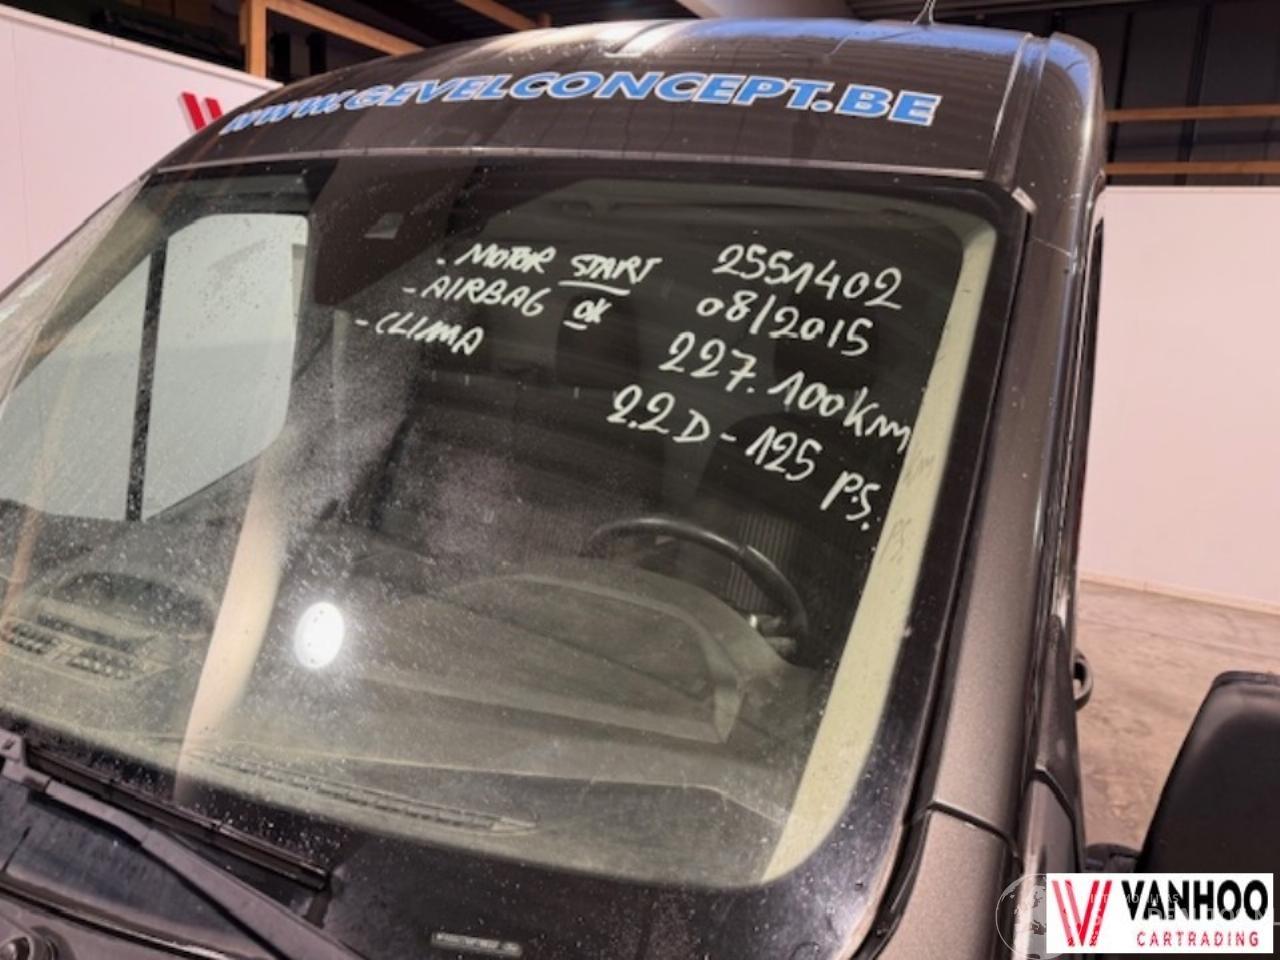 WWW.GEVELCONCEPT.BE
- MOTOR START
- AIRBAG OK
- CLIMA
2551402
08/2015
227.100km
2.2D - 125 P.S.
VANHOO
CARTRADING